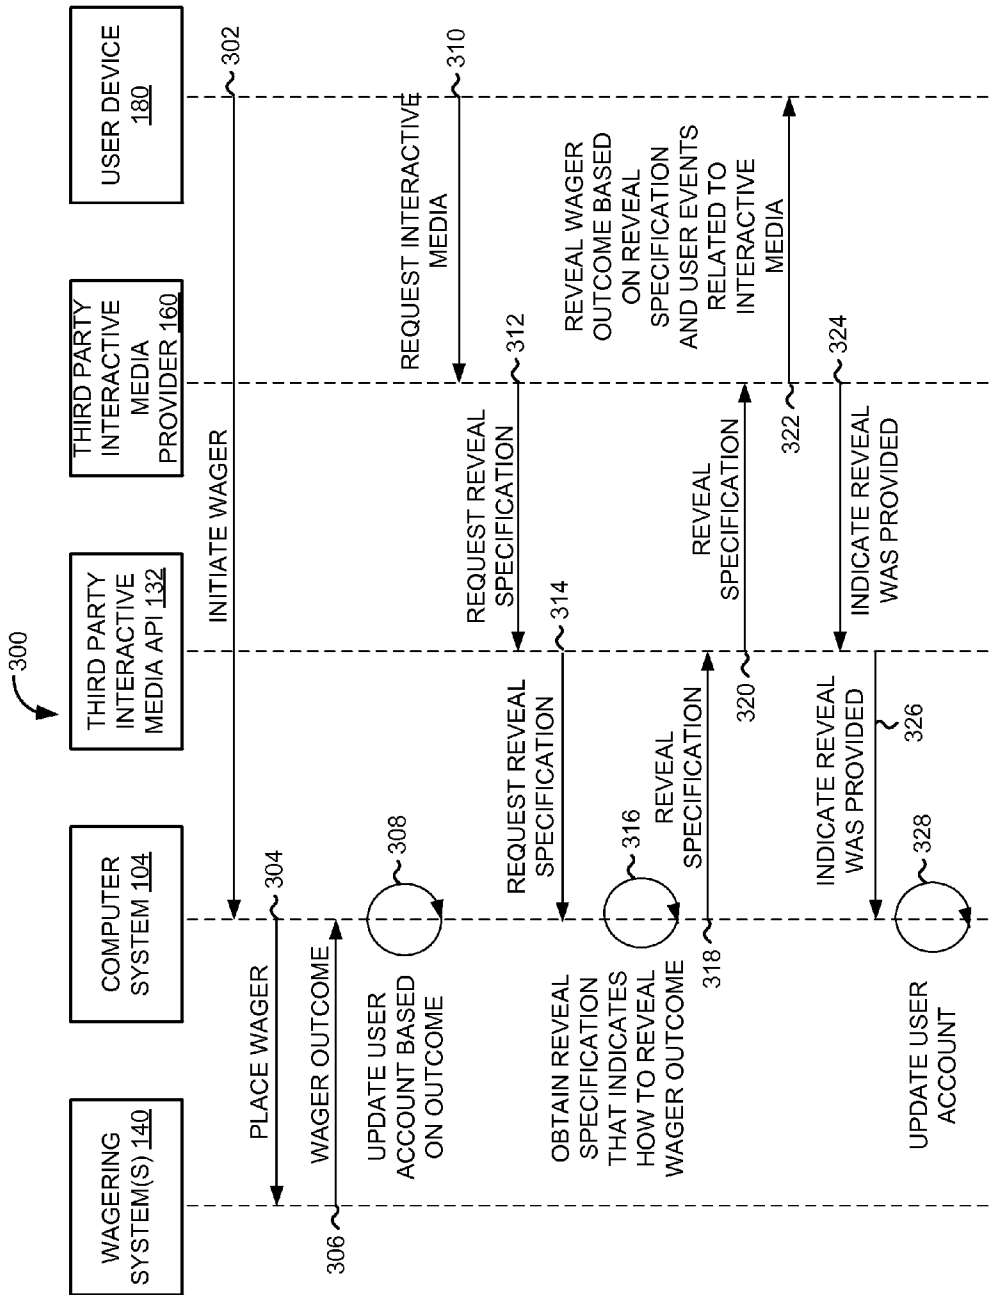 300
WAGERING
SYSTEM(S) 140
COMPUTER
SYSTEM 104
THIRD PARTY
INTERACTIVE
MEDIA API 132
THIRD PARTY
INTERACTIVE
MEDIA
PROVIDER 160
USER DEVICE
180
INITIATE WAGER
302
PLACE WAGER
304
WAGER OUTCOME
306
UPDATE USER
ACCOUNT BASED
ON OUTCOME
308
REQUEST INTERACTIVE
MEDIA
310
REQUEST REVEAL
SPECIFICATION
312
REQUEST REVEAL
SPECIFICATION
314
OBTAIN REVEAL
SPECIFICATION
THAT INDICATES
HOW TO REVEAL
WAGER OUTCOME
316
REVEAL
SPECIFICATION
318
REVEAL
SPECIFICATION
320
REVEAL WAGER
OUTCOME BASED
ON REVEAL
SPECIFICATION
AND USER EVENTS
RELATED TO
INTERACTIVE
MEDIA
322
INDICATE REVEAL
WAS PROVIDED
324
INDICATE REVEAL
WAS PROVIDED
326
UPDATE USER
ACCOUNT
328